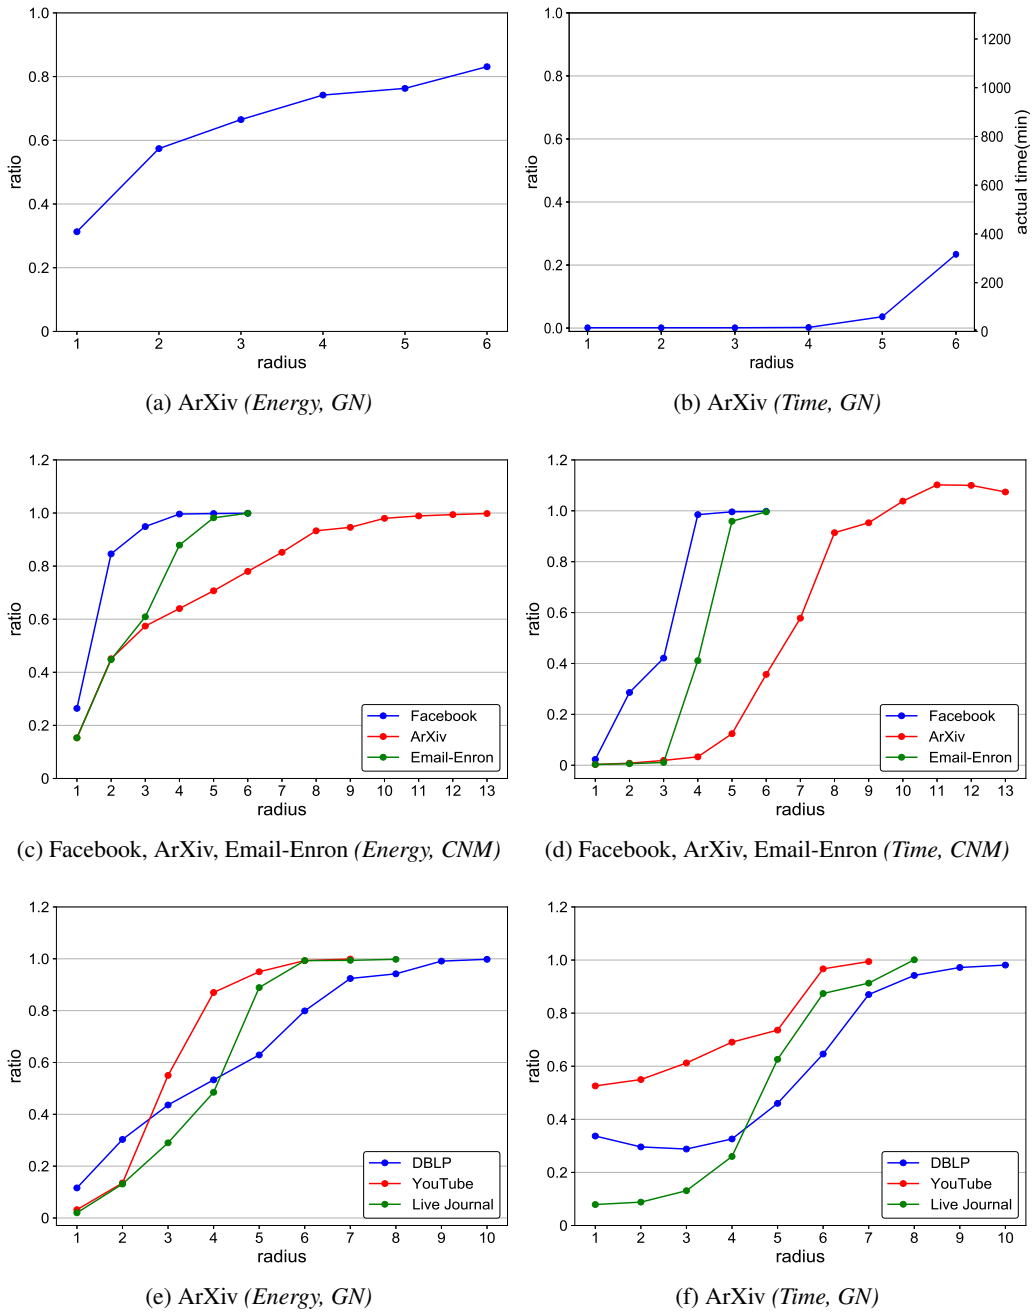 1.0
0.8
0.6
0.4
0.2
0
ratio
1 2 3 4 5 6
radius
(a) ArXiv (Energy, GN)
1.0
0.8
0.6
0.4
0.2
0.0
ratio
1200
1000
800
600
400
200
0
actual time(min)
1 2 3 4 5 6
radius
(b) ArXiv (Time, GN)
1.2
1.0
0.8
0.6
0.4
0.2
0
ratio
Facebook
ArXiv
Email-Enron
1 2 3 4 5 6 7 8 9 10 11 12 13
radius
(c) Facebook, ArXiv, Email-Enron (Energy, CNM)
1.2
1.0
0.8
0.6
0.4
0.2
0
ratio
Facebook
ArXiv
Email-Enron
1 2 3 4 5 6 7 8 9 10 11 12 13
radius
(d) Facebook, ArXiv, Email-Enron (Time, CNM)
1.2
1.0
0.8
0.6
0.4
0.2
0
ratio
DBLP
YouTube
Live Journal
1 2 3 4 5 6 7 8 9 10
radius
(e) ArXiv (Energy, GN)
1.2
1.0
0.8
0.6
0.4
0.2
0
ratio
DBLP
YouTube
Live Journal
1 2 3 4 5 6 7 8 9 10
radius
(f) ArXiv (Time, GN)